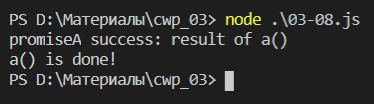 PS D:\Материалы\cwp_03> node .\03-08.js
promiseA success: result of a()
a() is done!
PS D:\Материалы\cwp_03>